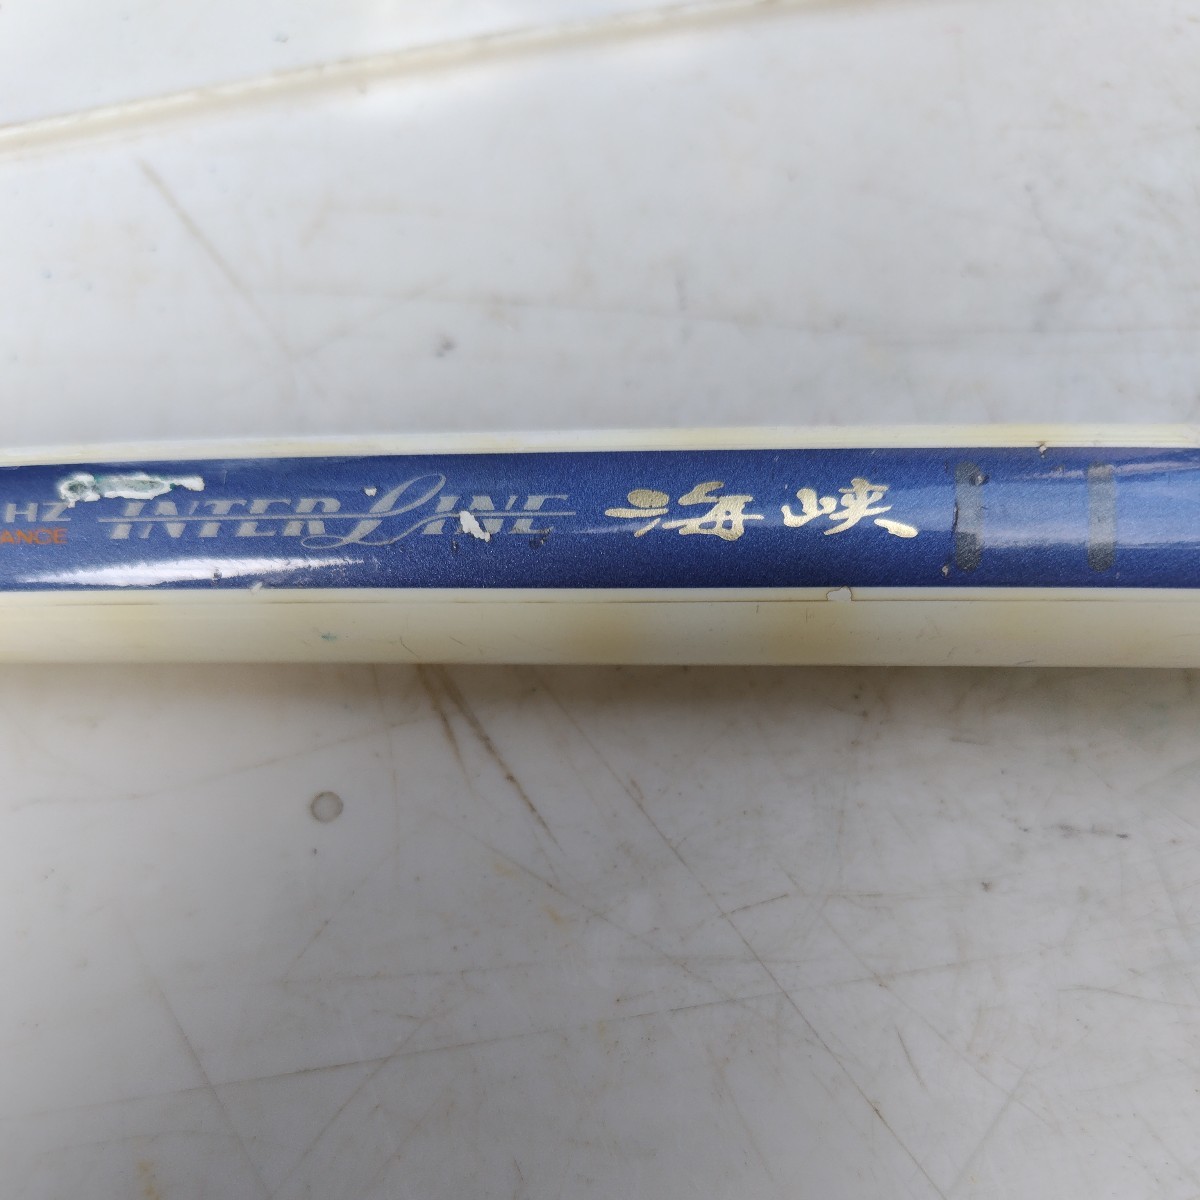 HZ INTER LINE 海峡
ANCE